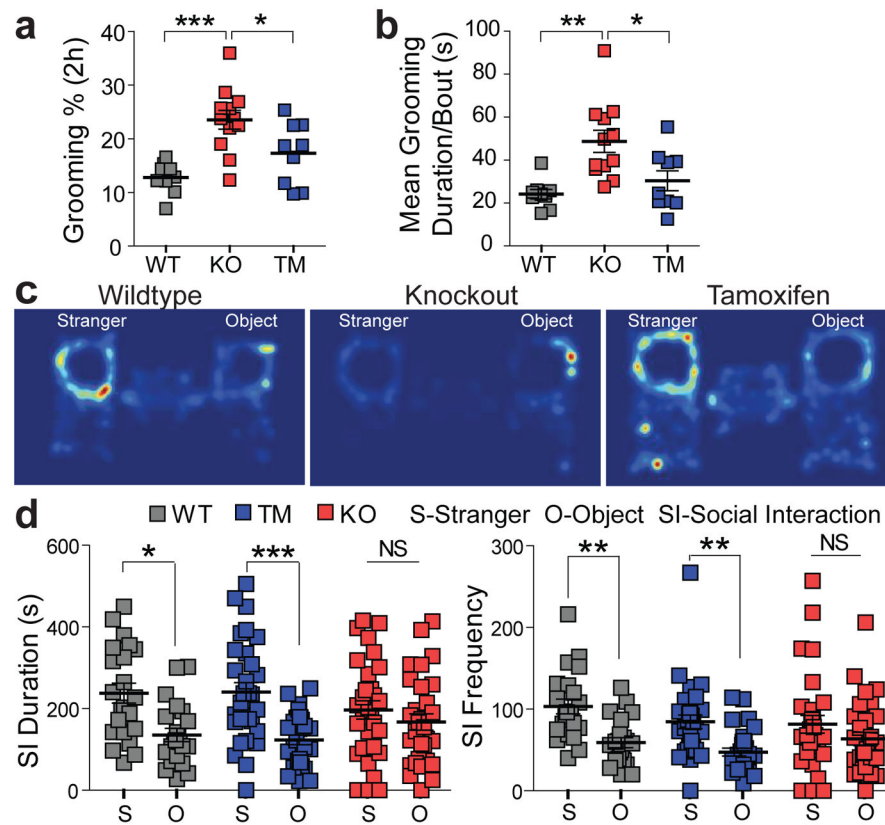 a
*** *
Grooming % (2h)
40
30
20
10
0
WT KO TM
b
** *
Mean Grooming
Duration/Bout (s)
100
80
60
40
20
0
WT KO TM
c
Wildtype Knockout Tamoxifen
Stranger Object Stranger Object
d
WT TM KO S-Stranger O-Object SI-Social Interaction
SI Duration (s)
600
400
200
0
* *** NS
S O S O S O
SI Frequency
300
200
100
0
** ** NS
S O S O S O